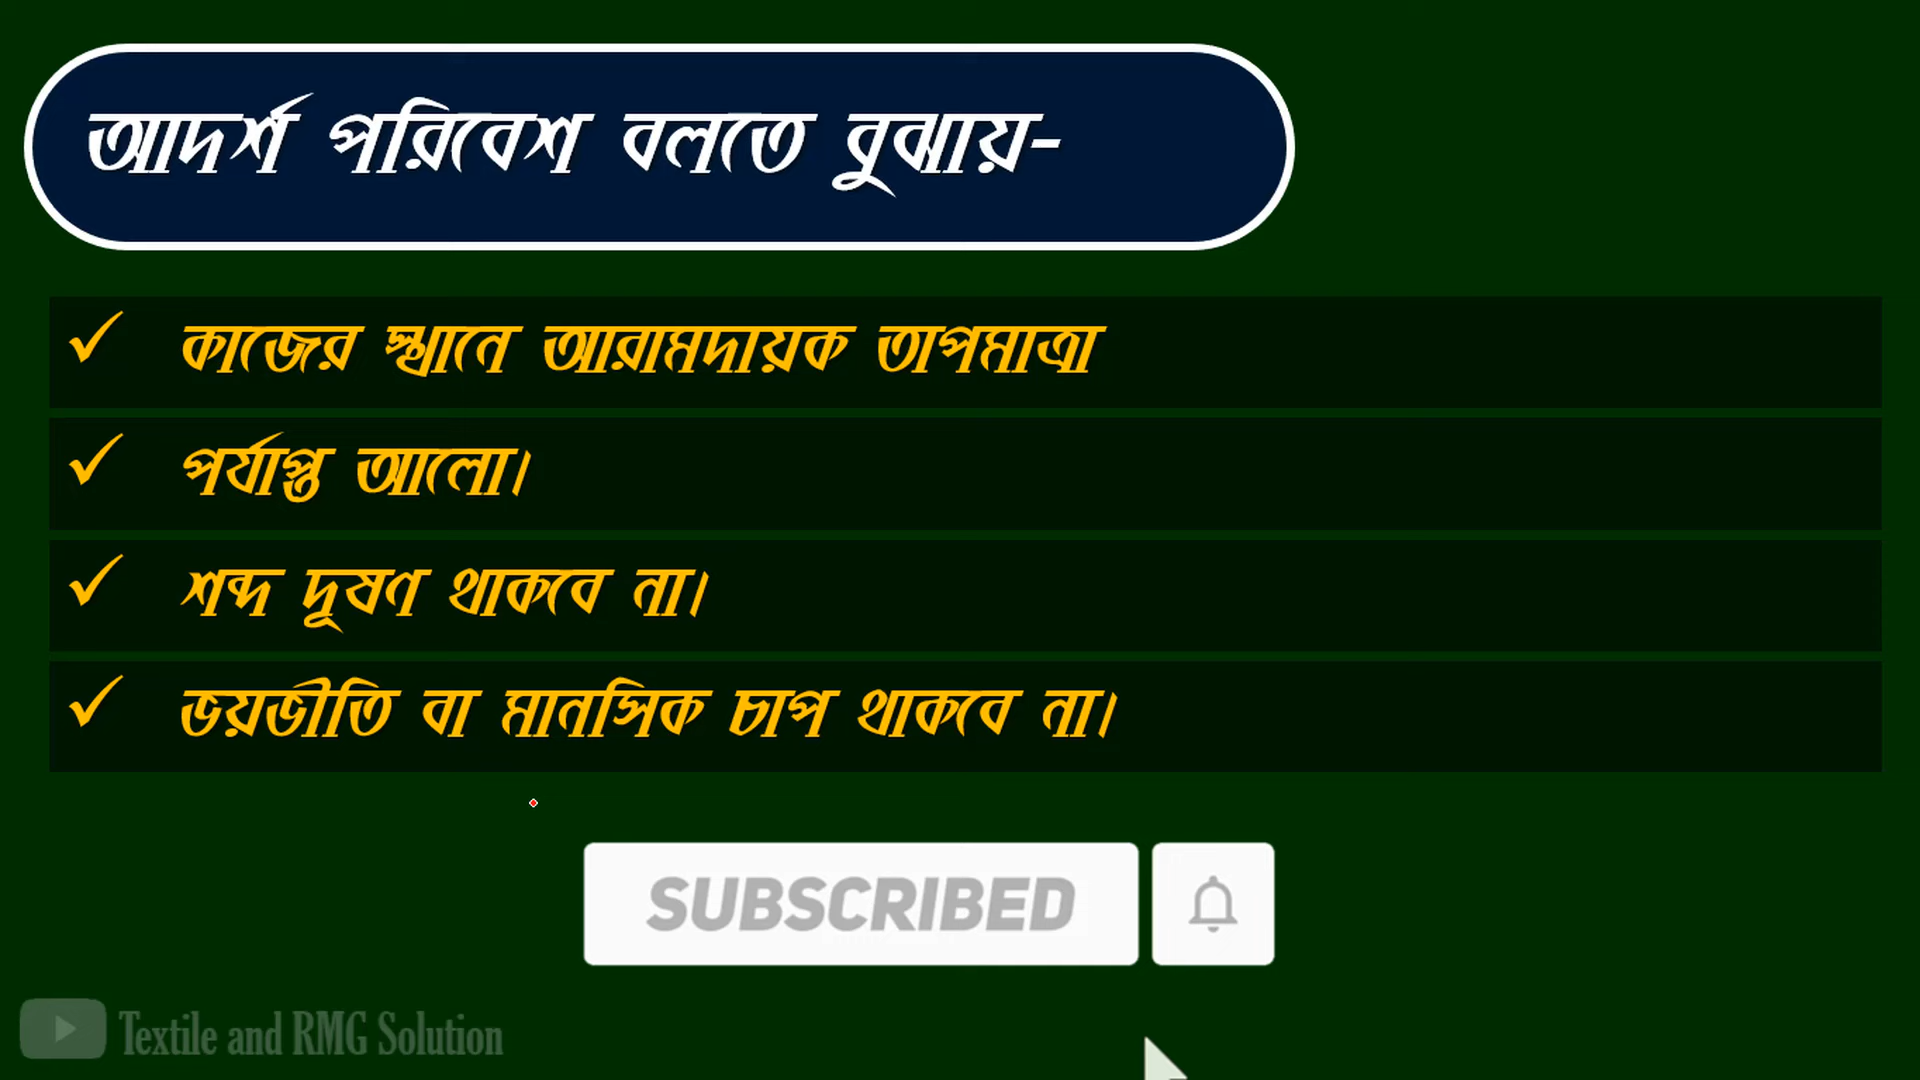 আদর্শ পরিবেশ বলতে বুঝায়-
✓ কাজের স্থানে আরামদায়ক তাপমাত্রা
✓ পর্যাপ্ত আলো।
✓ শব্দ দূষণ থাকবে না।
✓ ভয়ভীতি বা মানসিক চাপ থাকবে না।
SUBSCRIBED
Textile and RMG Solution